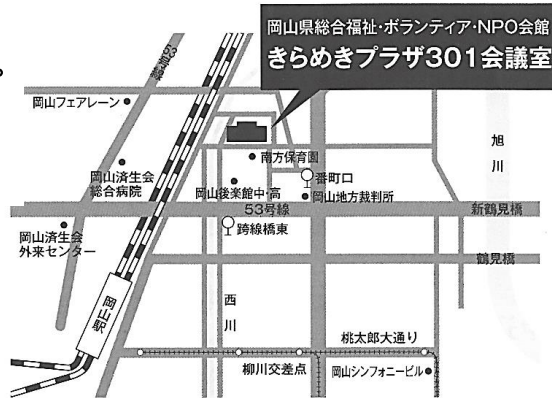 岡山県総合福祉・ボランティア・NPO会館
きらめきプラザ301会議室
53号線
岡山フェアレーン
旭川
南方保育園
岡山済生会
総合病院
番町口
岡山後楽館中・高
岡山地方裁判所
53号線
新鶴見橋
跨線橋東
岡山済生会
外来センター
鶴見橋
岡山駅
西川
桃太郎大通り
柳川交差点
岡山シンフォニービル